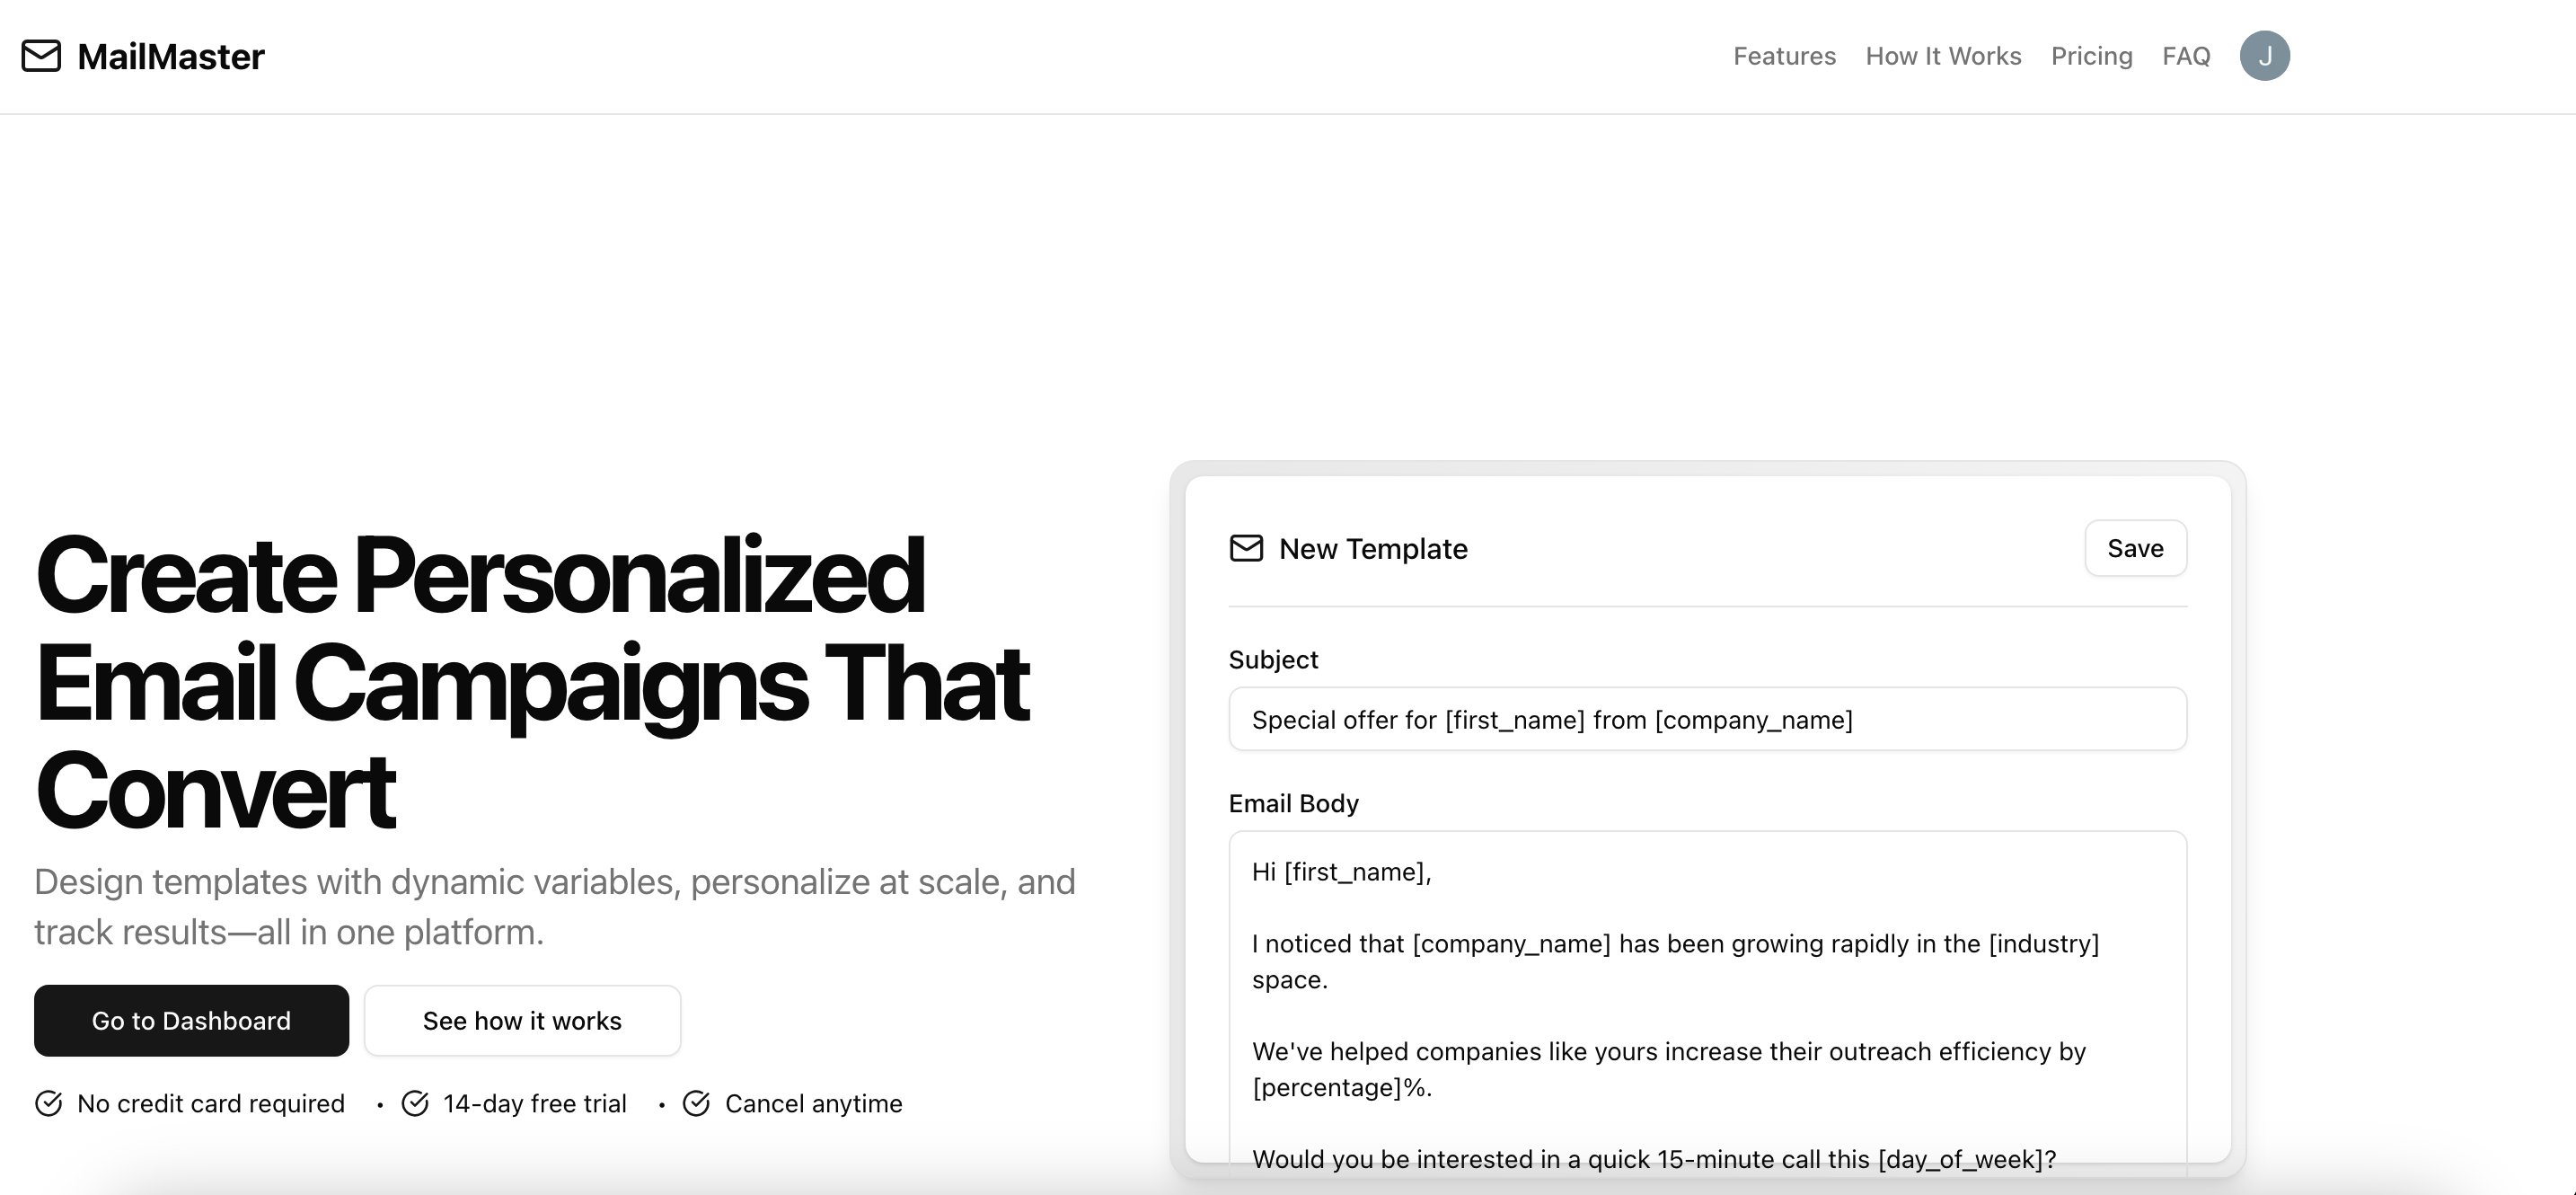 MailMaster
Features
How It Works
Pricing
FAQ
J
Create Personalized
Email Campaigns That
Convert
Design templates with dynamic variables, personalize at scale, and
track results—all in one platform.
Go to Dashboard
See how it works
No credit card required • 14-day free trial • Cancel anytime
New Template
Save
Subject
Special offer for [first_name] from [company_name]
Email Body
Hi [first_name],
I noticed that [company_name] has been growing rapidly in the [industry]
space.
We've helped companies like yours increase their outreach efficiency by
[percentage]%.
Would you be interested in a quick 15-minute call this [day_of_week]?